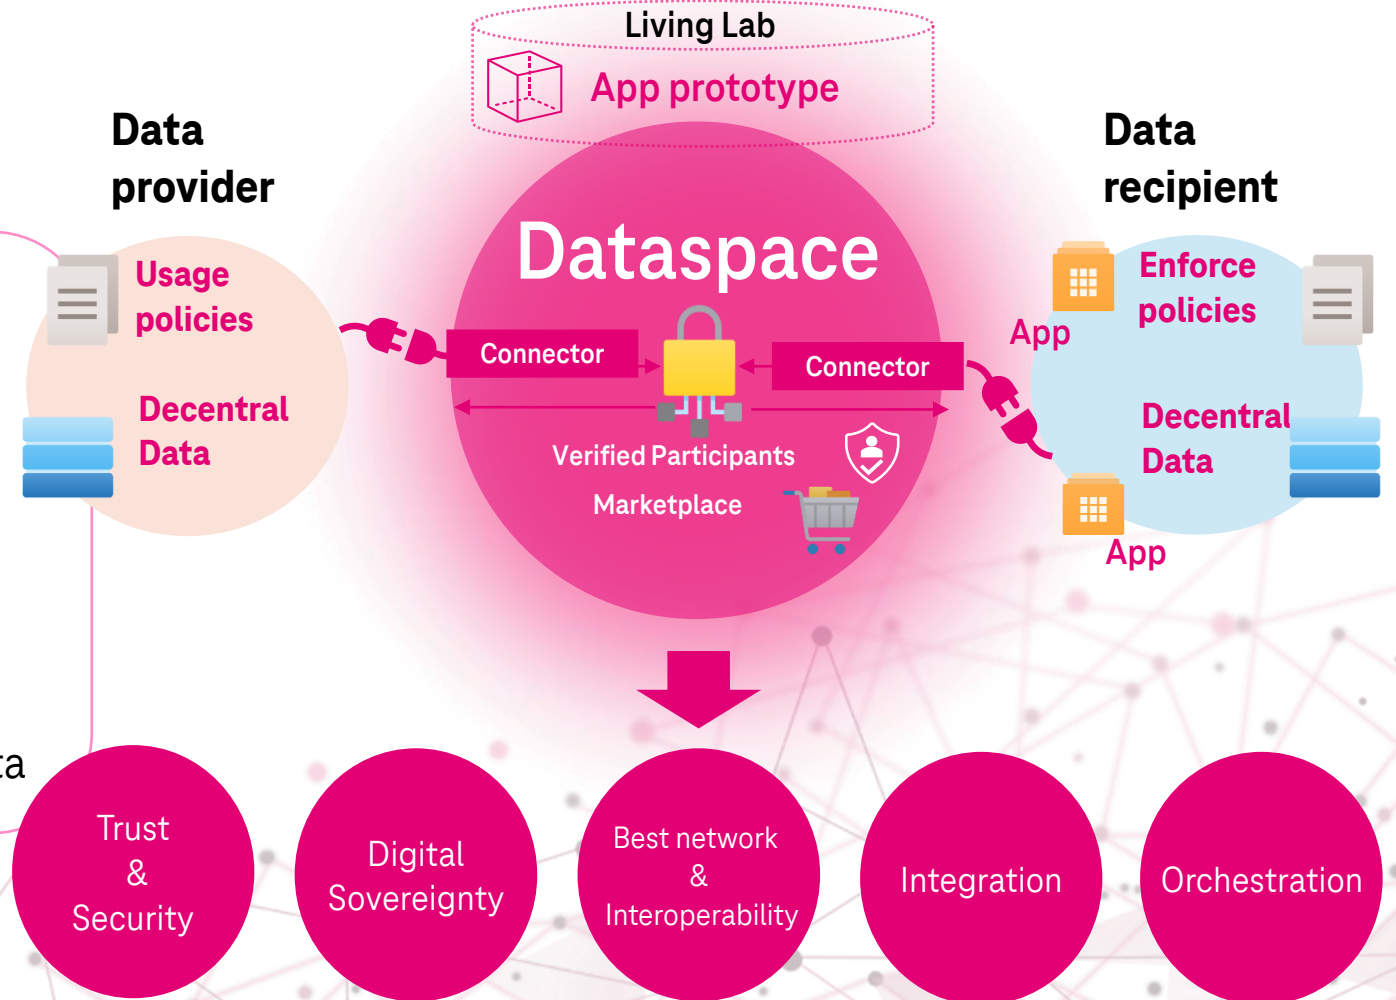 Living Lab
App prototype
Data
provider
Data
recipient
Usage
policies
Decentral
Data
Dataspace
Connector
Connector
Verified Participants
Marketplace
Enforce
policies
App
Decentral
Data
App
ta
Trust
&
Security
Digital
Sovereignty
Best network
&
Interoperability
Integration
Orchestration